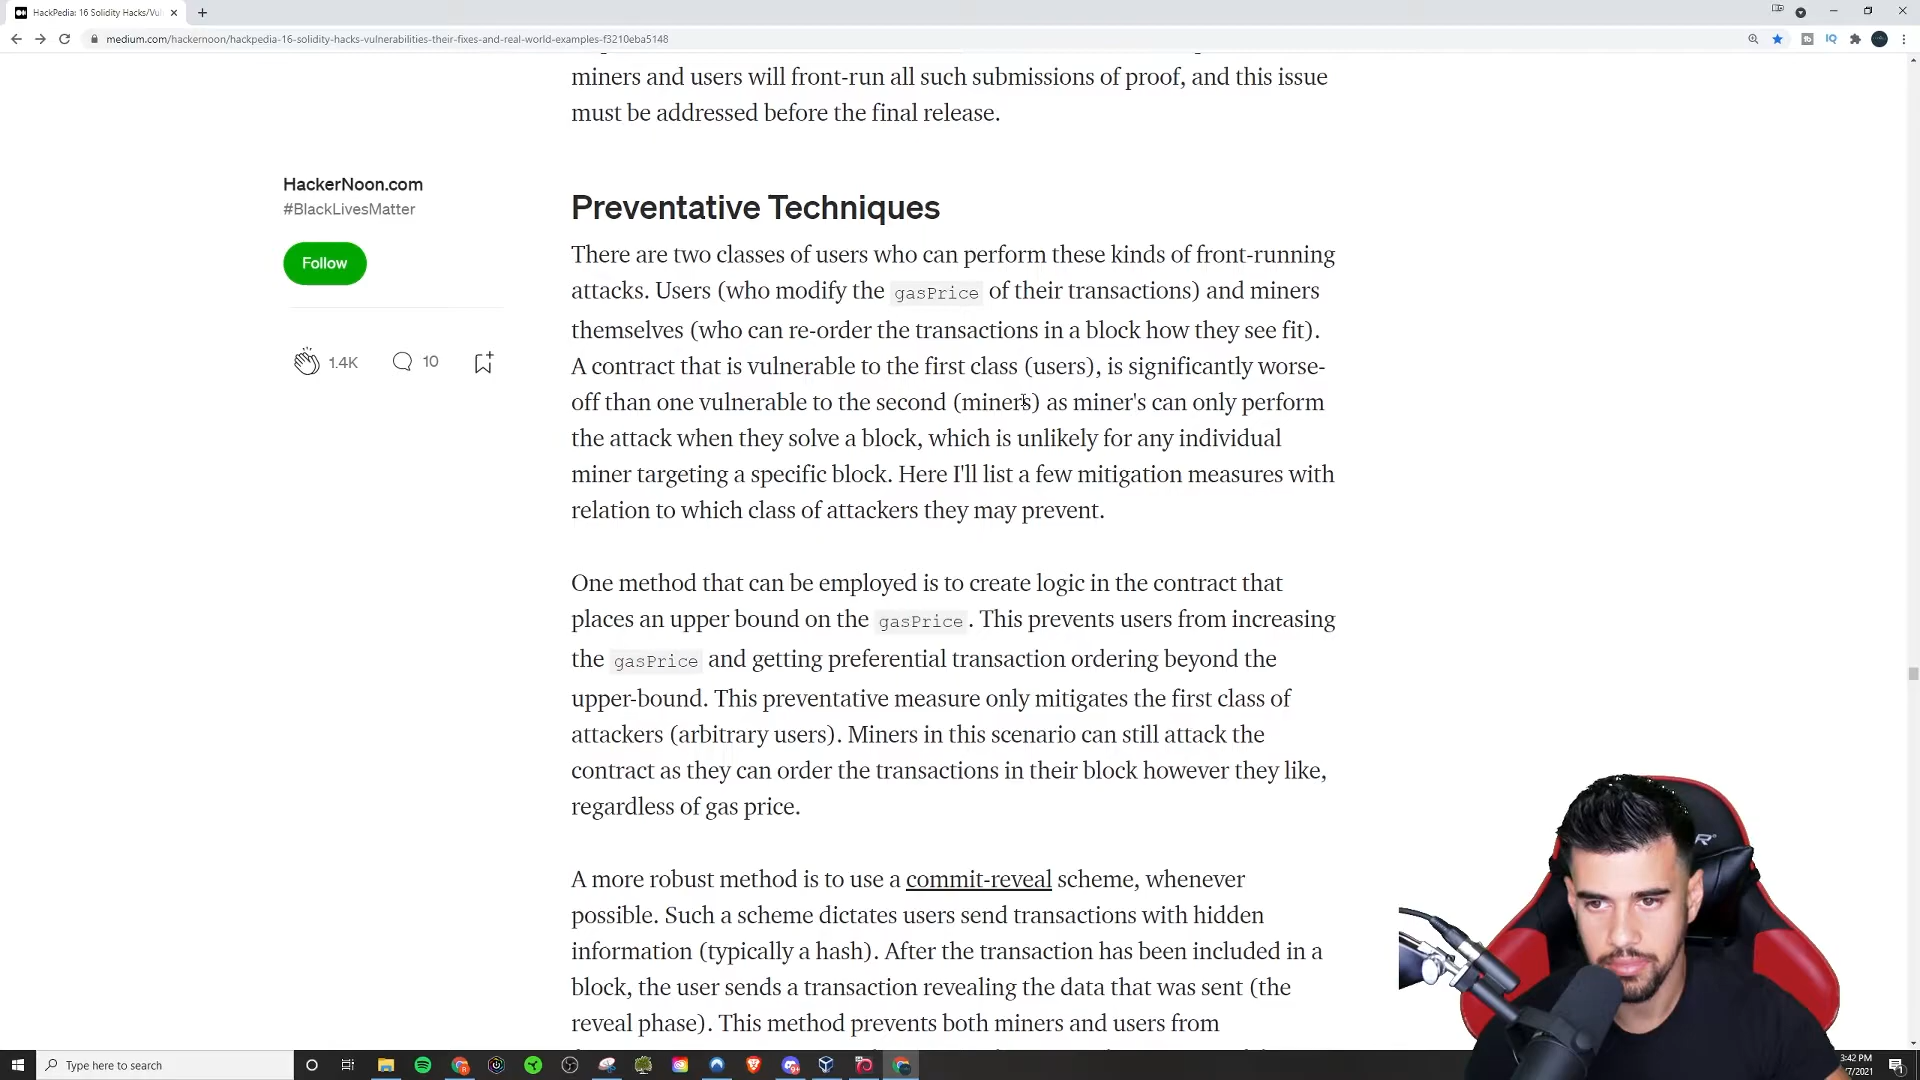 HackPedia: 16 Solidity Hacks/Vul
medium.com/hackernoon/hackpedia-16-solidity-hacks-vulnerabilities-their-fixes-and-real-world-examples-f3210eba5148
miners and users will front-run all such submissions of proof, and this issue
must be addressed before the final release.
HackerNoon.com
#BlackLivesMatter
Follow
1.4K
10
Preventative Techniques
There are two classes of users who can perform these kinds of front-running
attacks. Users (who modify the gasPrice of their transactions) and miners
themselves (who can re-order the transactions in a block how they see fit).
A contract that is vulnerable to the first class (users), is significantly worse-
off than one vulnerable to the second (miners) as miner's can only perform
the attack when they solve a block, which is unlikely for any individual
miner targeting a specific block. Here I'll list a few mitigation measures with
relation to which class of attackers they may prevent.
One method that can be employed is to create logic in the contract that
places an upper bound on the gasPrice. This prevents users from increasing
the gasPrice and getting preferential transaction ordering beyond the
upper-bound. This preventative measure only mitigates the first class of
attackers (arbitrary users). Miners in this scenario can still attack the
contract as they can order the transactions in their block however they like,
regardless of gas price.
A more robust method is to use a commit-reveal scheme, whenever
possible. Such a scheme dictates users send transactions with hidden
information (typically a hash). After the transaction has been included in a
block, the user sends a transaction revealing the data that was sent (the
reveal phase). This method prevents both miners and users from
Type here to search
3:42 PM
/7/2021